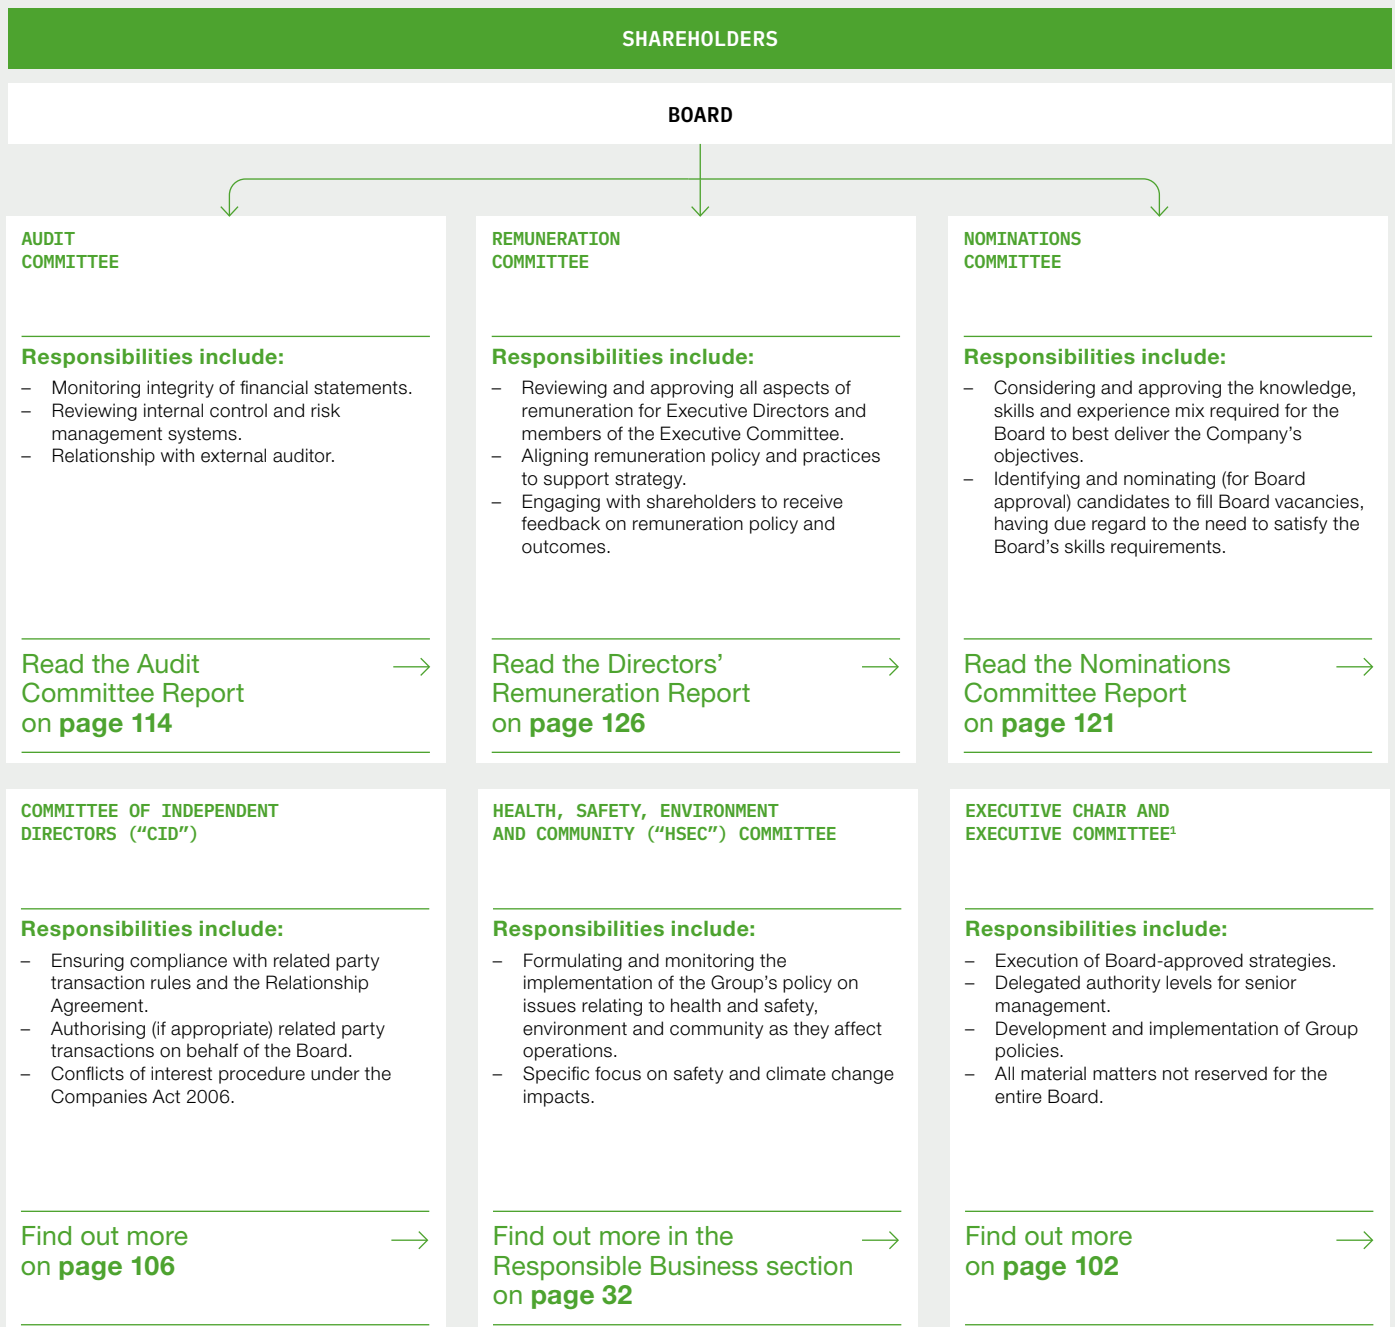 SHAREHOLDERS
BOARD
AUDIT
COMMITTEE
Responsibilities include:
– Monitoring integrity of financial statements.
– Reviewing internal control and risk
management systems.
– Relationship with external auditor.
Read the Audit
Committee Report
on page 114
REMUNERATION
COMMITTEE
Responsibilities include:
– Reviewing and approving all aspects of
remuneration for Executive Directors and
members of the Executive Committee.
– Aligning remuneration policy and practices
to support strategy.
– Engaging with shareholders to receive
feedback on remuneration policy and
outcomes.
Read the Directors’
Remuneration Report
on page 126
NOMINATIONS
COMMITTEE
Responsibilities include:
– Considering and approving the knowledge,
skills and experience mix required for the
Board to best deliver the Company’s
objectives.
– Identifying and nominating (for Board
approval) candidates to fill Board vacancies,
having due regard to the need to satisfy the
Board’s skills requirements.
Read the Nominations
Committee Report
on page 121
COMMITTEE OF INDEPENDENT
DIRECTORS (“CID”)
Responsibilities include:
– Ensuring compliance with related party
transaction rules and the Relationship
Agreement.
– Authorising (if appropriate) related party
transactions on behalf of the Board.
– Conflicts of interest procedure under the
Companies Act 2006.
Find out more
on page 106
HEALTH, SAFETY, ENVIRONMENT
AND COMMUNITY (“HSEC”) COMMITTEE
Responsibilities include:
– Formulating and monitoring the
implementation of the Group’s policy on
issues relating to health and safety,
environment and community as they affect
operations.
– Specific focus on safety and climate change
impacts.
Find out more in the
Responsible Business section
on page 32
EXECUTIVE CHAIR AND
EXECUTIVE COMMITTEE¹
Responsibilities include:
– Execution of Board-approved strategies.
– Delegated authority levels for senior
management.
– Development and implementation of Group
policies.
– All material matters not reserved for the
entire Board.
Find out more
on page 102